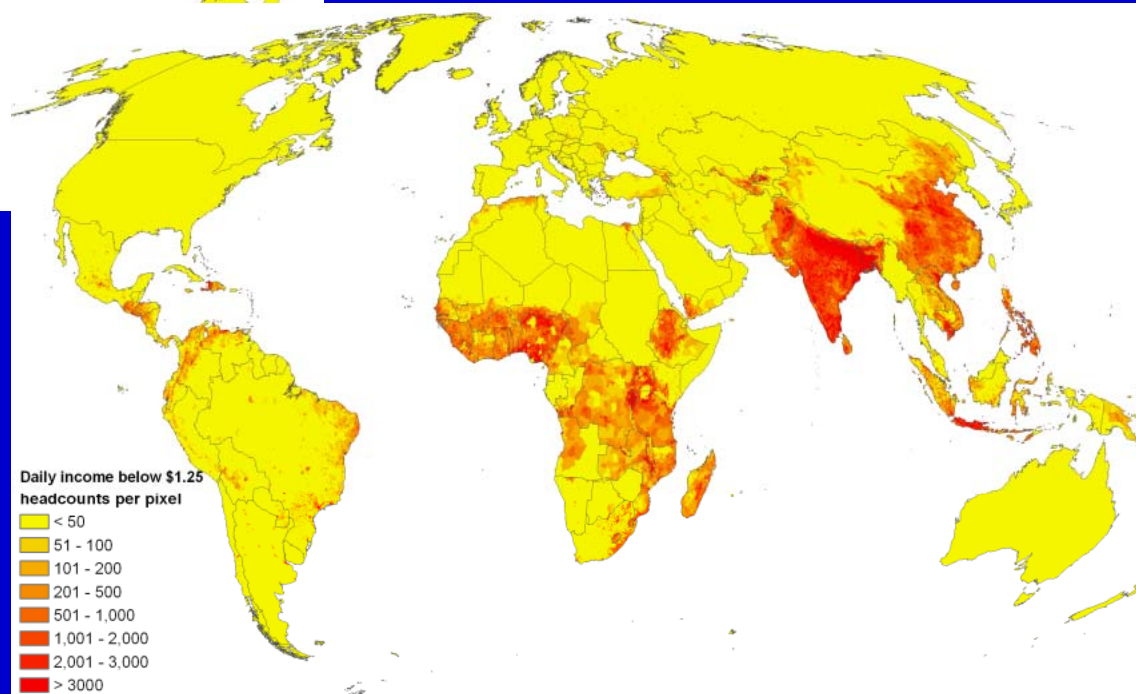 Daily income below $1.25
headcounts per pixel
< 50
51 - 100
101 - 200
201 - 500
501 - 1,000
1,001 - 2,000
2,001 - 3,000
> 3000